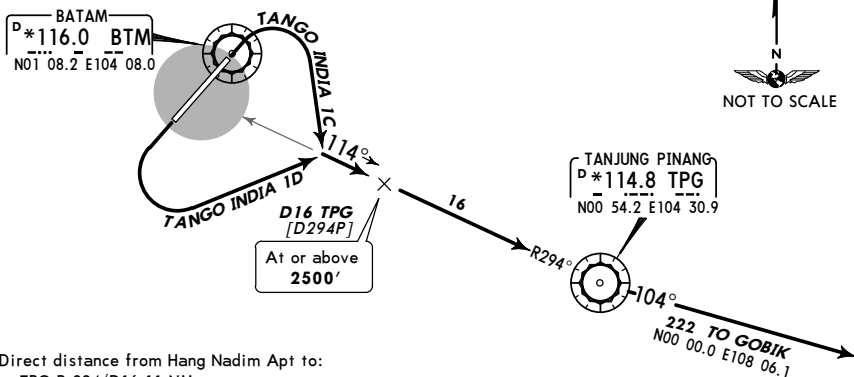 BATAM
D *116.0 BTM
N01 08.2 E104 08.0
TANGO INDIA 1C
N
NOT TO SCALE
114°
TANGO INDIA 1D
D16 TPG
[D294P]
At or above
2500'
16
TANJUNG PINANG
D *114.8 TPG
N00 54.2 E104 30.9
R294°
104°
222 TO GOBIK
N00 00.0 E108 06.1
Direct distance from Hang Nadim Apt to: